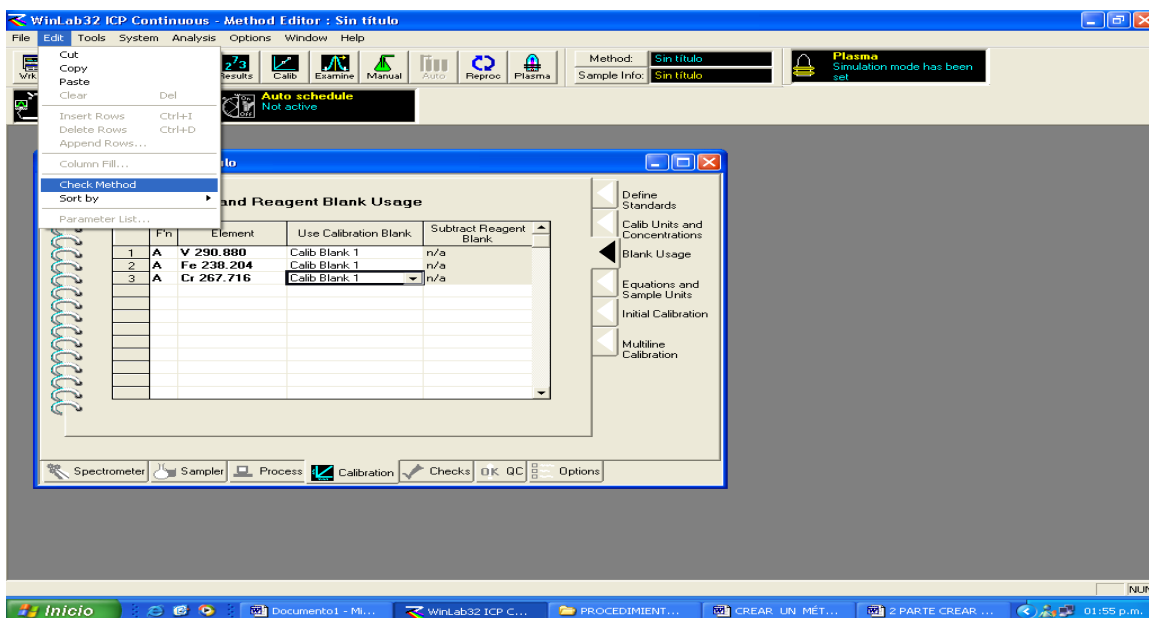 WinLab32 ICP Continuous - Method Editor : Sin título
File Edit Tools System Analysis Options Window Help
Cut
Copy
Paste
Clear Del
Insert Rows Ctrl+I
Delete Rows Ctrl+D
Append Rows...
Column Fill...
Check Method
Sort by
Parameter List...
Wrk
Results Calib Examine Manual Auto Reproc Plasma
Method: Sin título
Sample Info: Sin título
Plasma
Simulation mode has been
set
Auto schedule
Not active
and Reagent Blank Usage
F'n Element Use Calibration Blank Subtract Reagent Blank
1 A V 290.880 Calib Blank 1 n/a
2 A Fe 238.204 Calib Blank 1 n/a
3 A Cr 267.716 Calib Blank 1 n/a
Define
Standards
Calib Units and
Concentrations
Blank Usage
Equations and
Sample Units
Initial Calibration
Multiline
Calibration
Spectrometer Sampler Process Calibration Checks OK QC Options
NUM
Inicio Documento1 - Mi... WinLab32 ICP C... PROCEDIMIENT... CREAR UN MÉT... 2 PARTE CREAR ... 01:55 p.m.